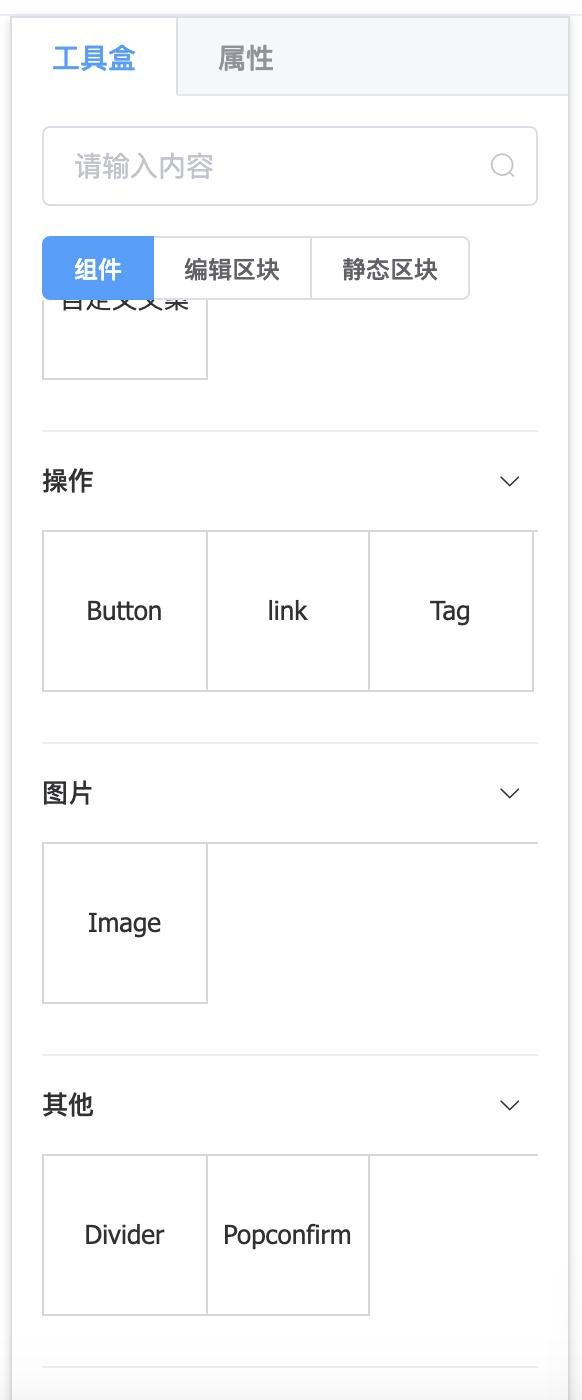 工具盒
属性
请输入内容
组件
编辑区块
静态区块
操作
Button
link
Tag
图片
Image
其他
Divider
Popconfirm